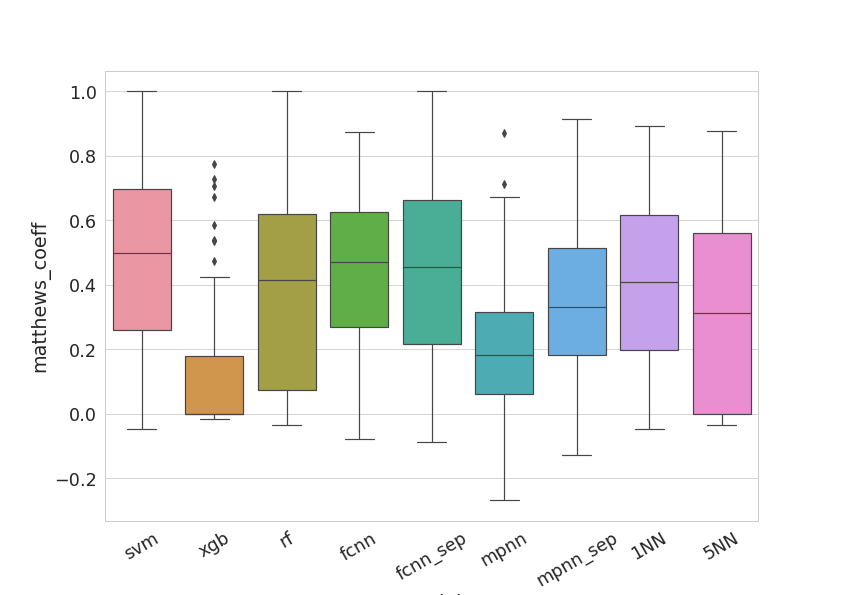 matthews_coeff
1.0
0.8
0.6
0.4
0.2
0.0
−0.2
svm
xgb
rf
fcnn
fcnn_sep
mpnn
mpnn_sep
1NN
5NN